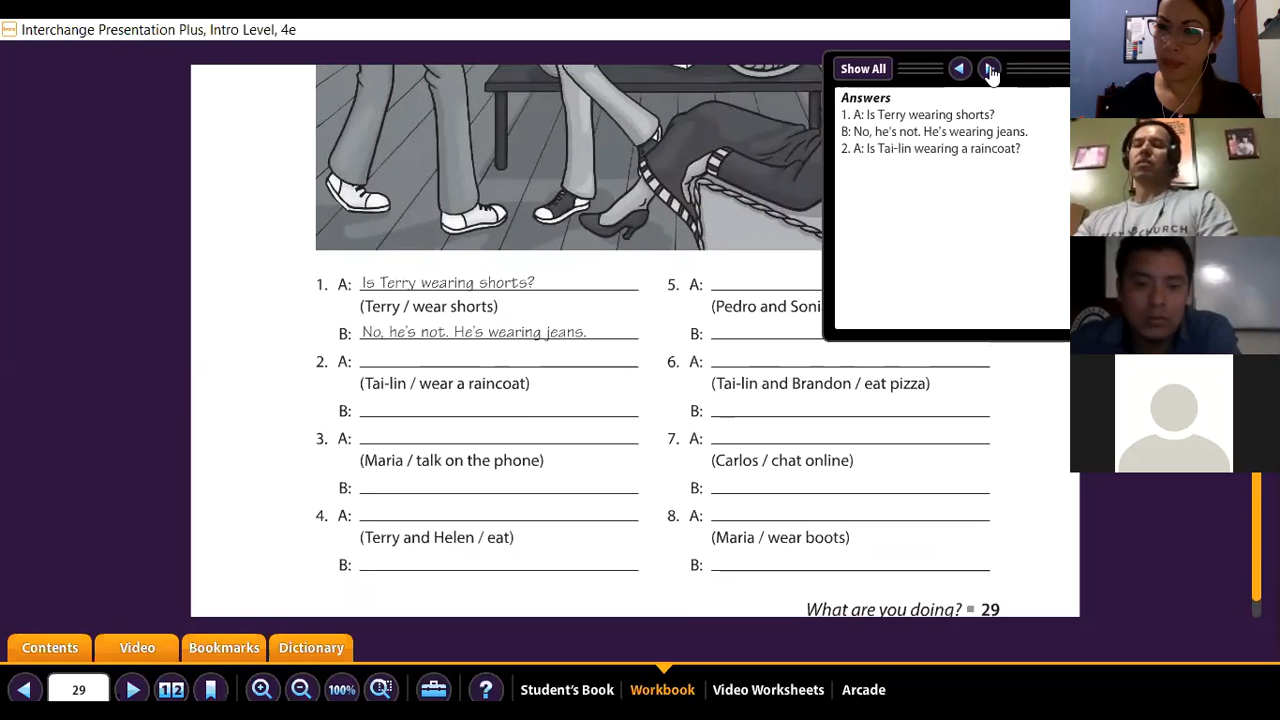 Interchange Presentation Plus, Intro Level, 4e
Show All
Answers
1. A: Is Terry wearing shorts?
B: No, he's not. He's wearing jeans.
2. A: Is Tai-lin wearing a raincoat?
1. A: Is Terry wearing shorts?
(Terry / wear shorts)
B: No, he's not. He's wearing jeans.
2. A:
(Tai-lin / wear a raincoat)
B:
3. A:
(Maria / talk on the phone)
B:
4. A:
(Terry and Helen / eat)
B:
5. A:
(Pedro and Soni
B:
6. A:
(Tai-lin and Brandon / eat pizza)
B:
7. A:
(Carlos / chat online)
B:
8. A:
(Maria / wear boots)
B:
What are you doing? ■ 29
Contents
Video
Bookmarks
Dictionary
29
12
100%
?
Student's Book
Workbook
Video Worksheets
Arcade